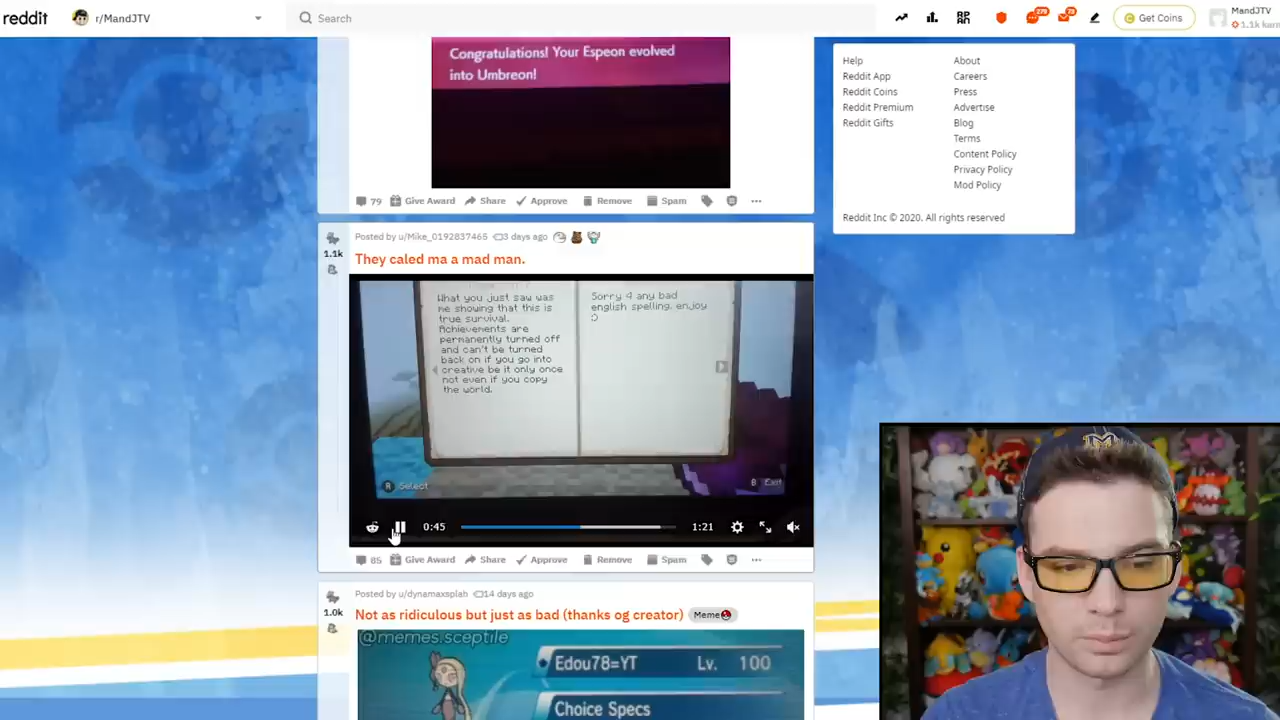 reddit
r/MandJTV
Search
279
73
Get Coins
MandJTV
1.1k karm
Congratulations! Your Espeon evolved
into Umbreon!
79 Give Award Share Approve Remove Spam
Help
Reddit App
Reddit Coins
Reddit Premium
Reddit Gifts
About
Careers
Press
Advertise
Blog
Terms
Content Policy
Privacy Policy
Mod Policy
Reddit Inc © 2020. All rights reserved
1.1k
Posted by u/Mike_0192837465 3 days ago
They caled ma a mad man.
What you just saw was
me showing that this is
true survival.
Achievements are
permanently turned off
and can't be turned
back on if you go into
creative be it only once
not even if you copy
the world.
Sorry 4 any bad
english spelling, enjoy
:)
R Select
B Exit
0:45
1:21
85 Give Award Share Approve Remove Spam
1.0k
Posted by u/dynamaxsplah 14 days ago
Not as ridiculous but just as bad (thanks og creator) Meme
@memes.sceptile
Edou78=YT Lv. 100
Choice Specs